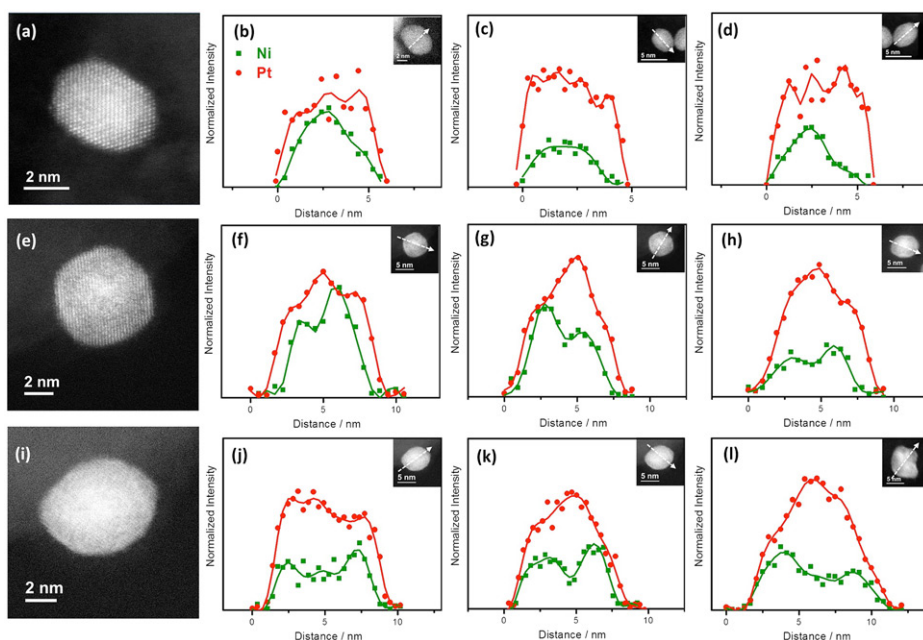 (a)
2 nm
(b)
Ni
Pt
2 nm
Normalized Intensity
0 5
Distance / nm
(c)
5 nm
Normalized Intensity
0 5
Distance / nm
(d)
5 nm
Normalized Intensity
0 5
Distance / nm
(e)
2 nm
(f)
5 nm
Normalized Intensity
0 5 10
Distance / nm
(g)
5 nm
Normalized Intensity
0 5 10
Distance / nm
(h)
5 nm
Normalized Intensity
0 5 10
Distance / nm
(i)
2 nm
(j)
5 nm
Normalized Intensity
0 5 10
Distance / nm
(k)
5 nm
Normalized Intensity
0 5 10
Distance / nm
(l)
5 nm
Normalized Intensity
0 5 10
Distance / nm